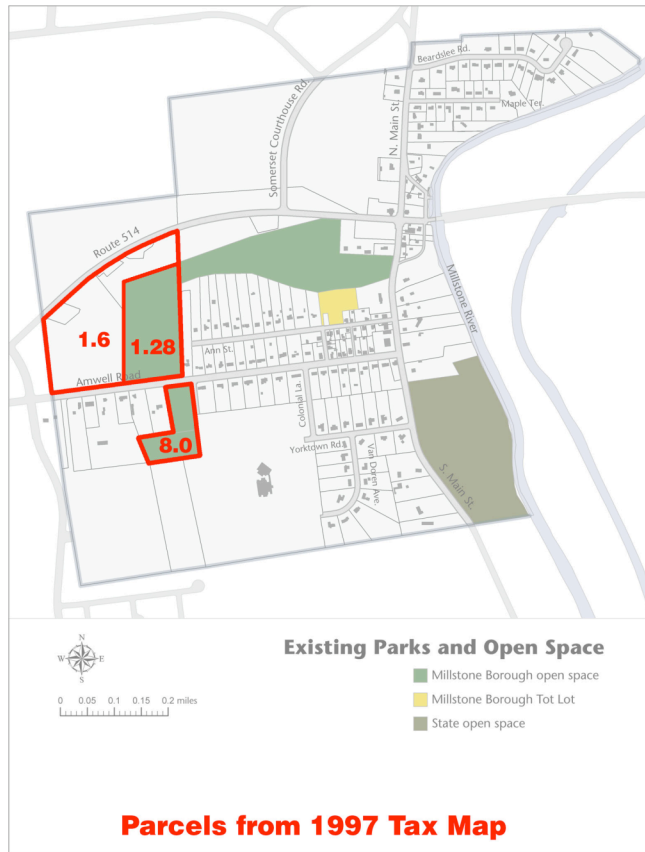 Beardslee Rd.
Maple Ter.
N. Main St.
Somerset Courthouse Rd.
Route 514
Millstone River
1.6
1.28
Ann St.
Amwell Road
Colonial La.
8.0
Yorktown Rd.
Van Doren Ave.
S. Main St.
N
W E
S
0 0.05 0.1 0.2 miles
Existing Parks and Open Space
Millstone Borough open space
Millstone Borough Tot Lot
State open space
Parcels from 1997 Tax Map